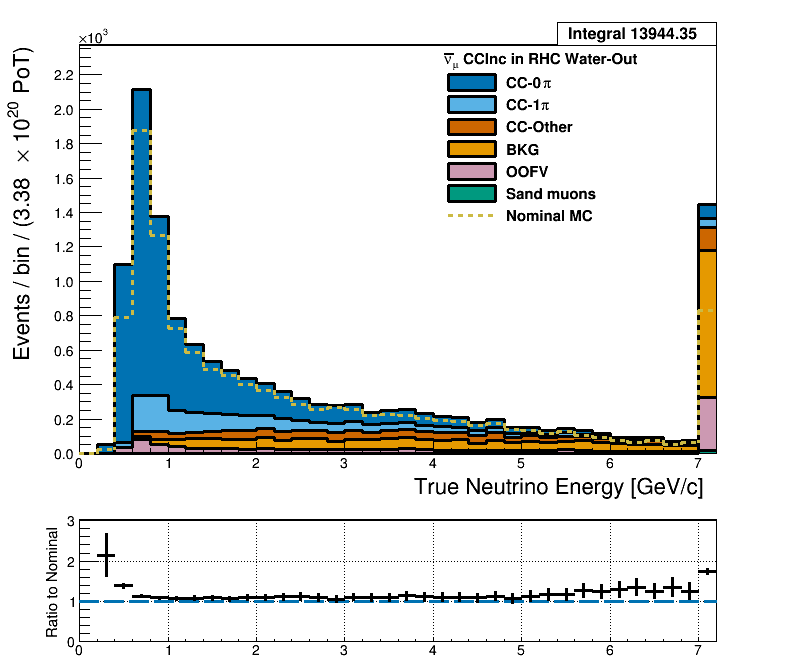 Integral 13944.35
×10³
ν̄μ CCInc in RHC Water-Out
CC-0π
CC-1π
CC-Other
BKG
OOFV
Sand muons
Nominal MC
Events / bin / (3.38 × 10²⁰ PoT)
2.2
2.0
1.8
1.6
1.4
1.2
1.0
0.8
0.6
0.4
0.2
0.0
0 1 2 3 4 5 6 7
True Neutrino Energy [GeV/c]
Ratio to Nominal
3
2
1
0
0 1 2 3 4 5 6 7